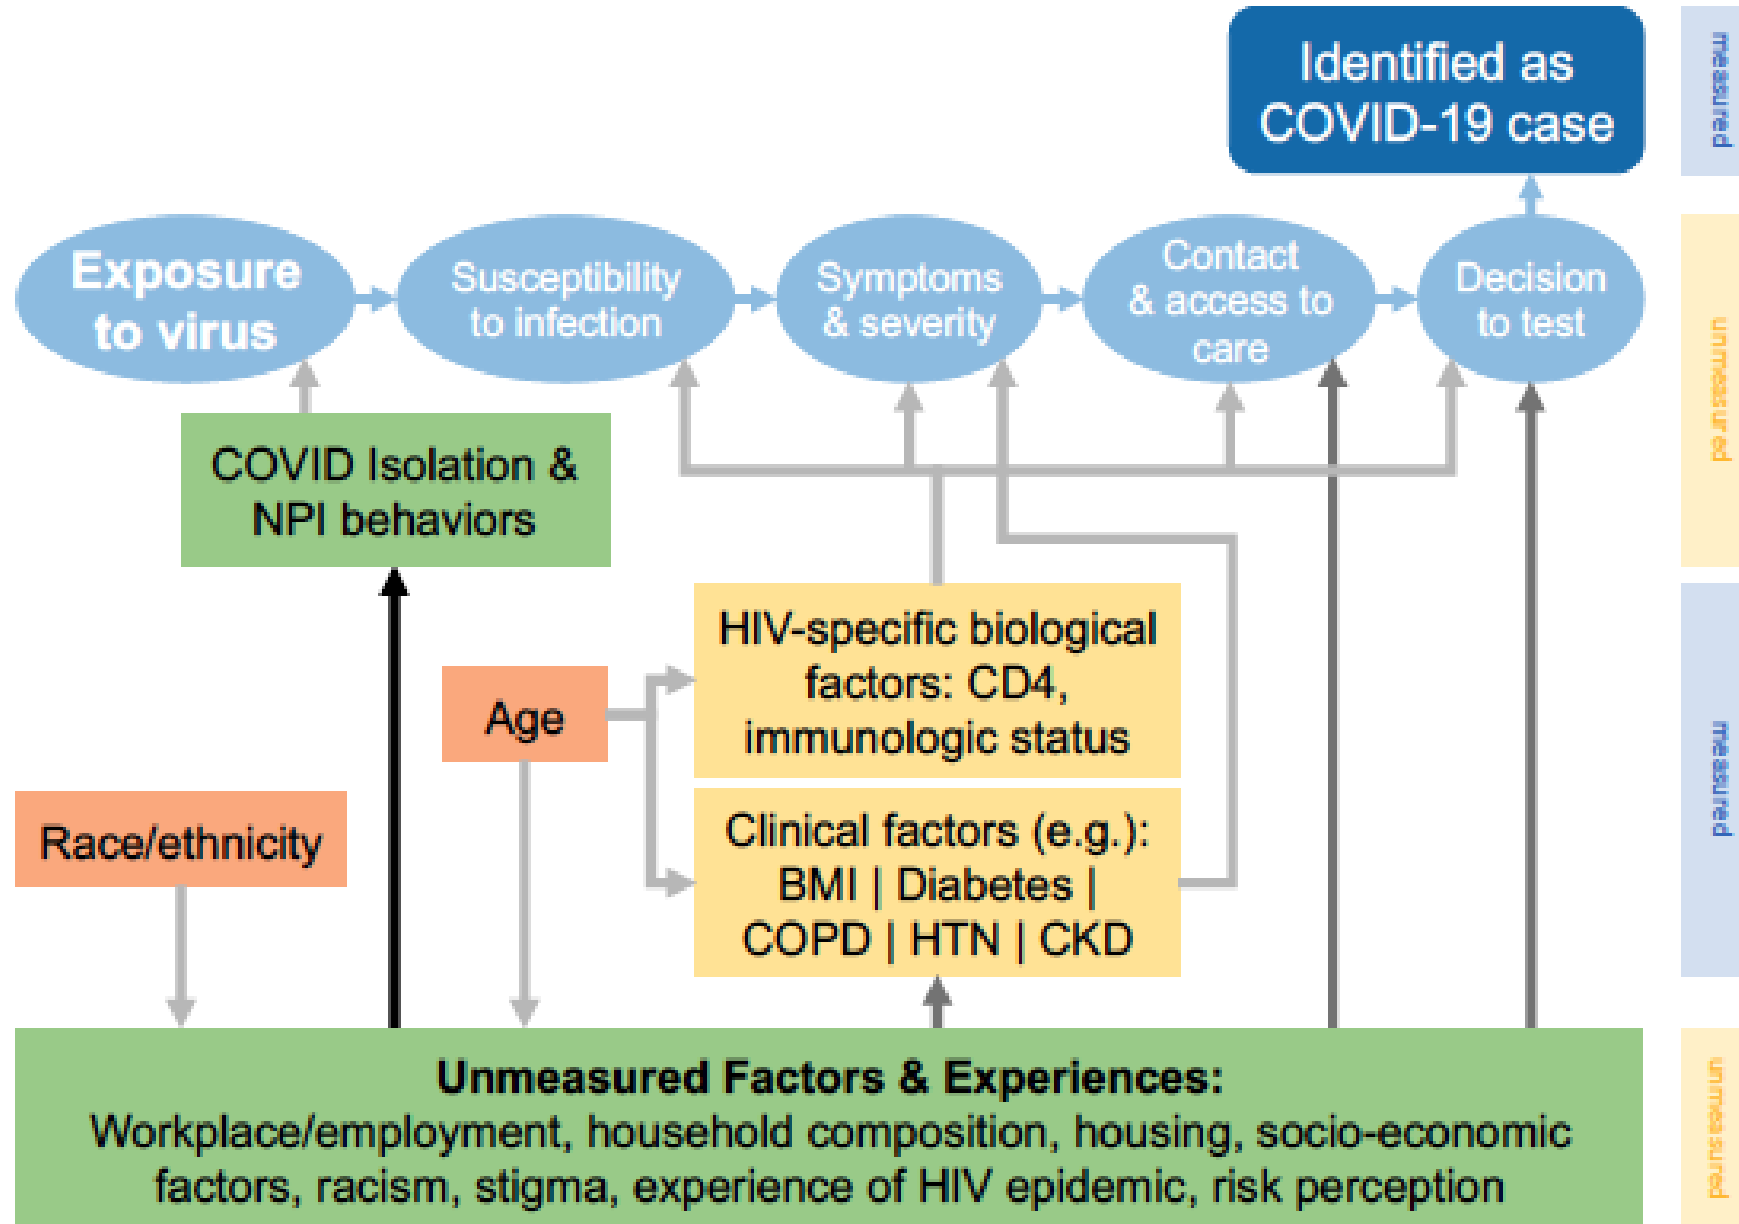 Identified as
COVID-19 case
measured
Exposure
to virus
Susceptibility
to infection
Symptoms
& severity
Contact
& access to
care
Decision
to test
unmeasured
COVID Isolation &
NPI behaviors
HIV-specific biological
factors: CD4,
immunologic status
Age
measured
Race/ethnicity
Clinical factors (e.g.):
BMI | Diabetes |
COPD | HTN | CKD
Unmeasured Factors & Experiences:
Workplace/employment, household composition, housing, socio-economic
factors, racism, stigma, experience of HIV epidemic, risk perception
unmeasured